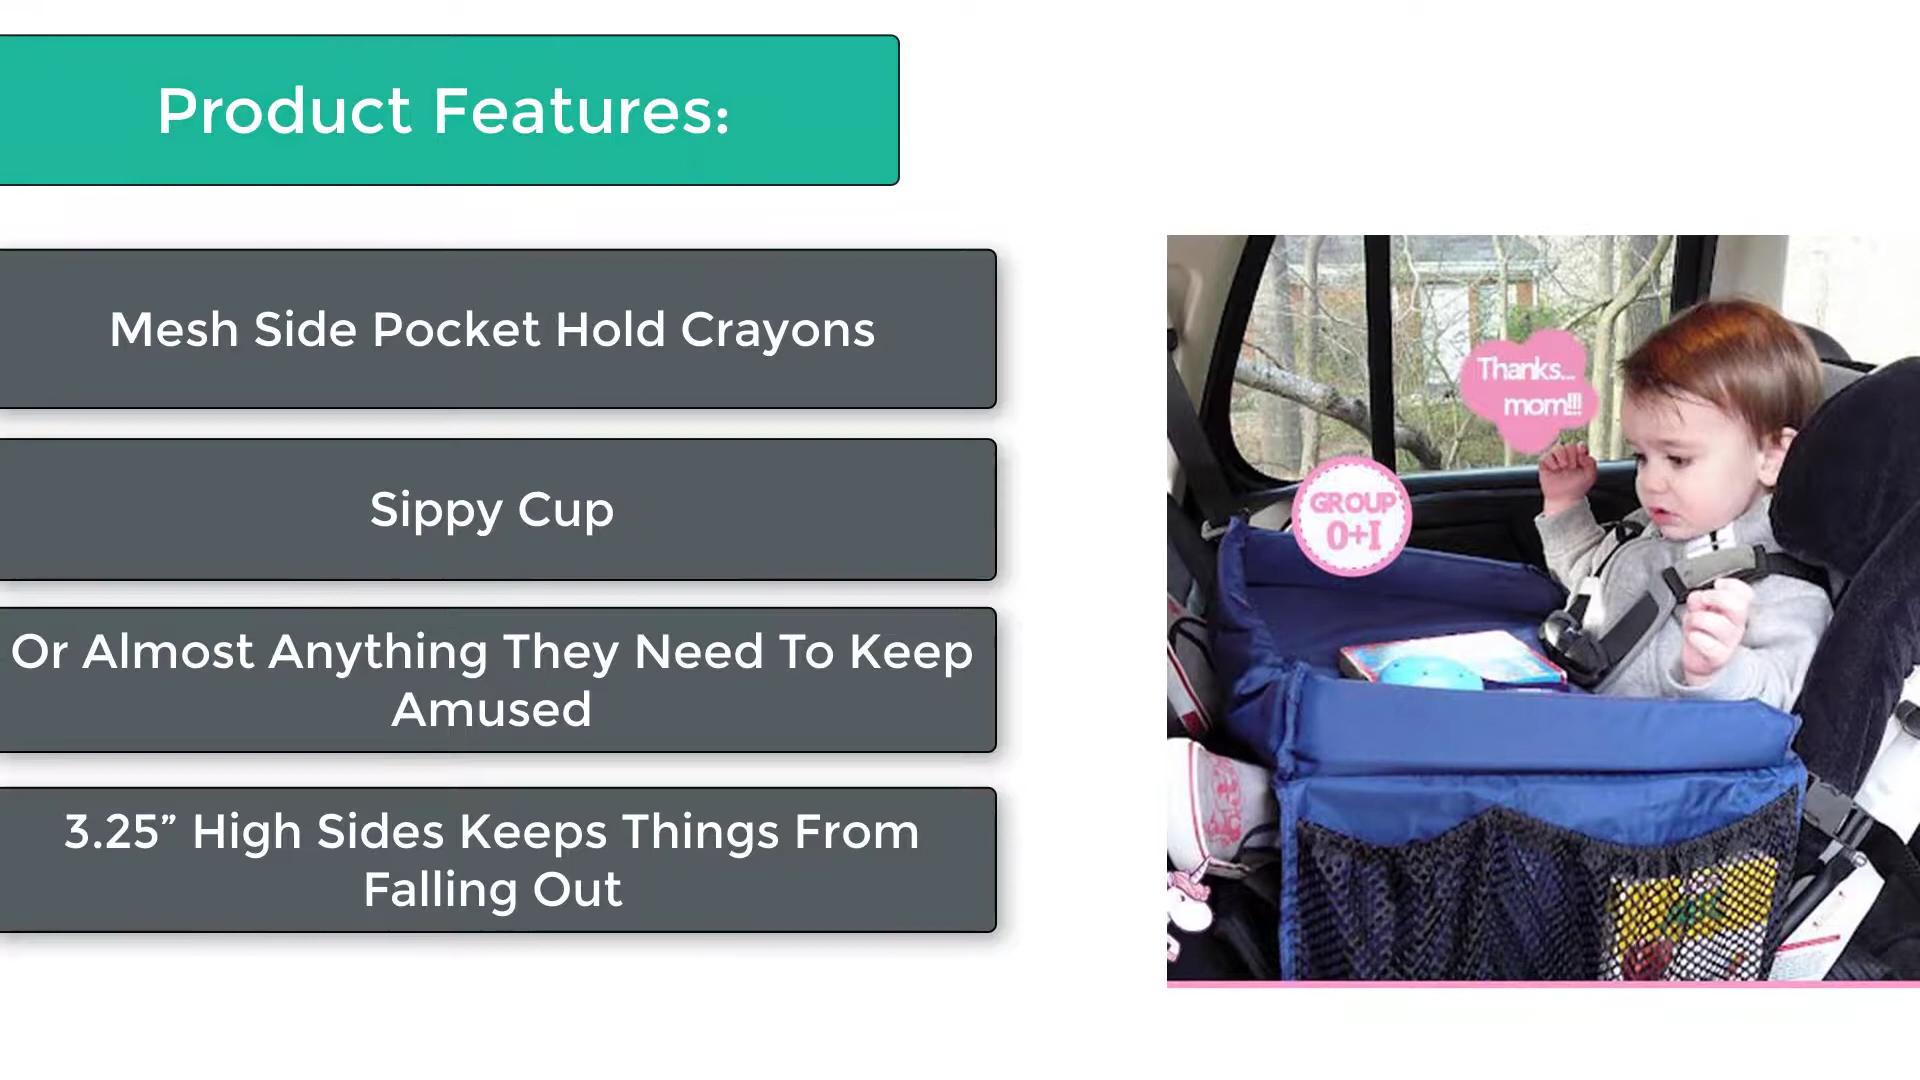 Product Features:
Mesh Side Pocket Hold Crayons
Sippy Cup
Or Almost Anything They Need To Keep
Amused
3.25” High Sides Keeps Things From
Falling Out
Thanks...
mom!!!
GROUP
0+I